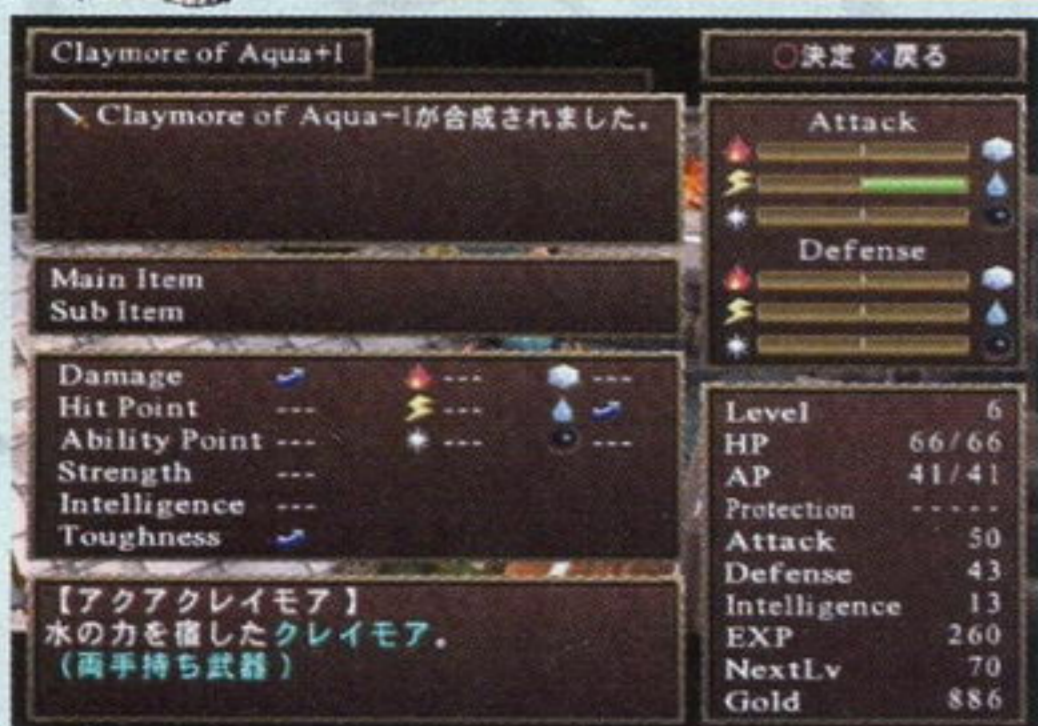 Claymore of Aqua+1
○決定 ×戻る
Claymore of Aqua+1が合成されました。
Attack
Defense
Main Item
Sub Item
Damage
--- ---
Hit Point --- ---
Ability Point --- --- ---
Strength ---
Intelligence ---
Toughness
Level 6
HP 66/66
AP 41/41
Protection -----
Attack 50
Defense 43
Intelligence 13
EXP 260
NextLv 70
Gold 886
【アクアクレイモア】
水の力を宿したクレイモア。
(両手持ち武器)